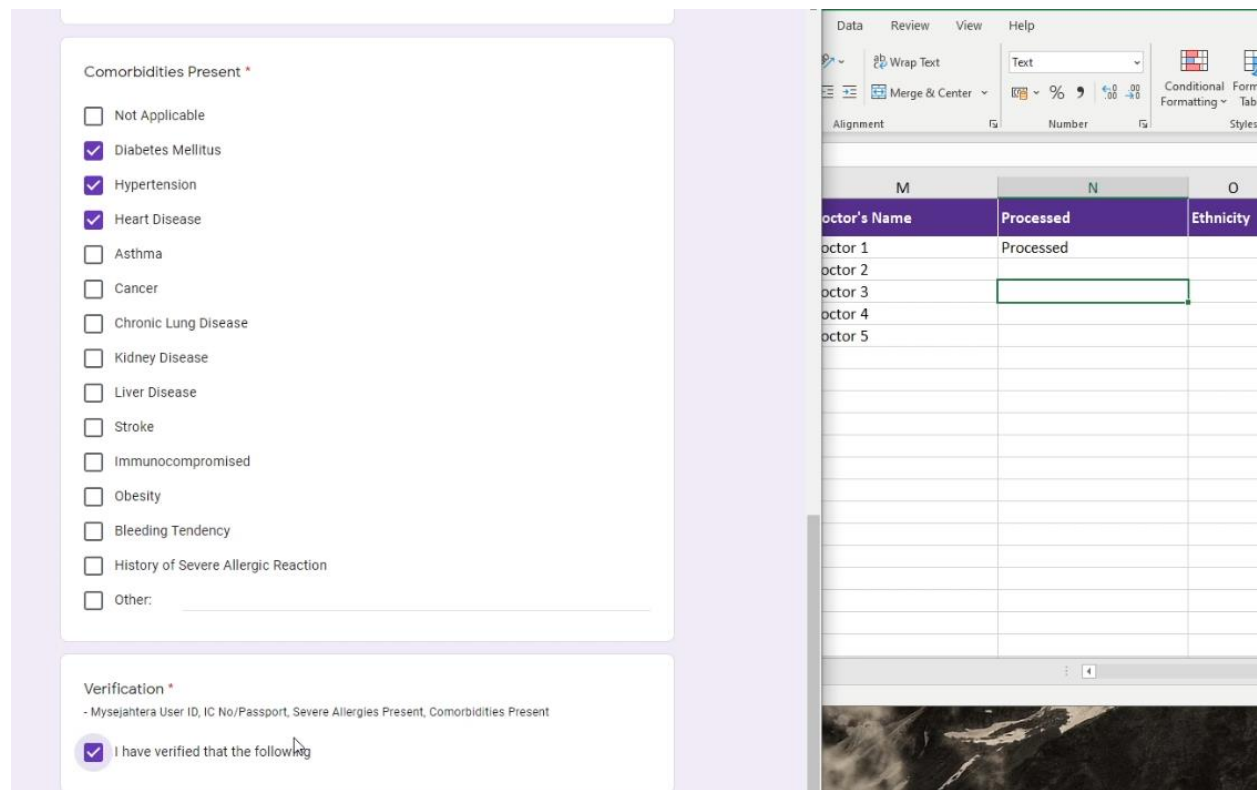 Comorbidities Present *
Not Applicable
Diabetes Mellitus
Hypertension
Heart Disease
Asthma
Cancer
Chronic Lung Disease
Kidney Disease
Liver Disease
Stroke
Immunocompromised
Obesity
Bleeding Tendency
History of Severe Allergic Reaction
Other:
Verification *
- Mysejahtera User ID, IC No/Passport, Severe Allergies Present, Comorbidities Present
I have verified that the following
Data Review View Help
Wrap Text Text
Merge & Center % Conditional Form
Formatting Tab
Alignment Number Styles
M N O
octor's Name Processed Ethnicity
octor 1 Processed
octor 2
octor 3
octor 4
octor 5